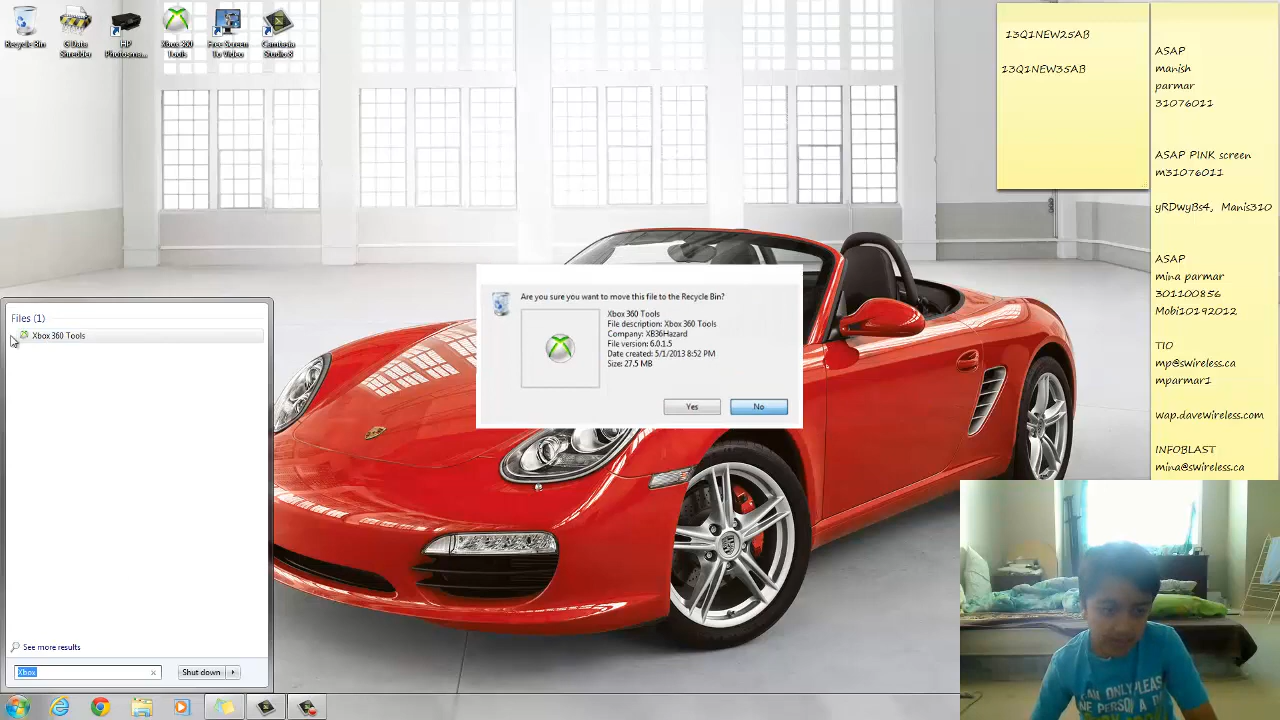 Recycle Bin
G Data
Shredder
HP
Photosma...
Xbox 360
Tools
Free Screen
To Video
Camtasia
Studio 8
13Q1NEW25AB
13Q1NEW35AB
ASAP
manish
parmar
31076011
ASAP PINK screen
m31076011
yRDwyBs4, Manis310
ASAP
mina parmar
301100856
Mobi10192012
TIO
mp@swireless.ca
mparmar1
wap.davewireless.com
INFOBLAST
mina@swireless.ca
Are you sure you want to move this file to the Recycle Bin?
Xbox 360 Tools
File description: Xbox 360 Tools
Company: XB36Hazard
File version: 6.0.1.5
Date created: 5/1/2013 8:52 PM
Size: 27.5 MB
Yes
No
Files (1)
Xbox 360 Tools
See more results
Xbox
Shut down